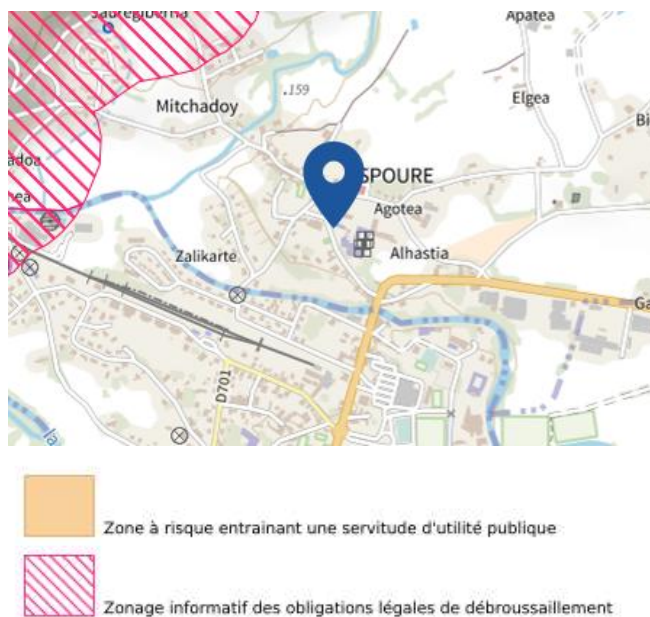 Apatea
.159
Mitchadoy
Elgea
SPOURE
Agotea
Zalikarte
Alhastia
D701
Zone à risque entrainant une servitude d'utilité publique
Zonage informatif des obligations légales de débroussaillement